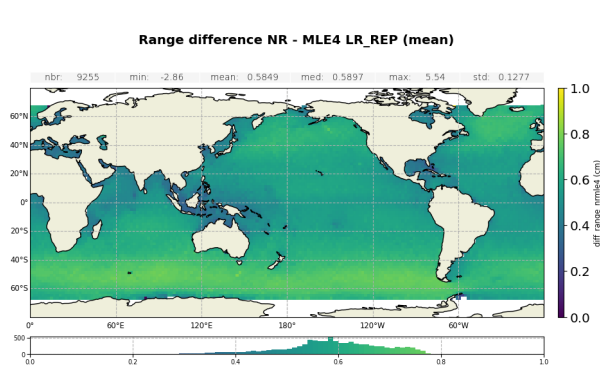 Range difference NR - MLE4 LR_REP (mean)
nbr: 9255 min: -2.86 mean: 0.5849 med: 0.5897 max: 5.54 std: 0.1277
60°N
40°N
20°N
0°
20°S
40°S
60°S
0° 60°E 120°E 180° 120°W 60°W
1.0
0.8
0.6
0.4
0.2
0.0
diff range nrmle4 (cm)
500
0
0.0 0.2 0.4 0.6 0.8 1.0